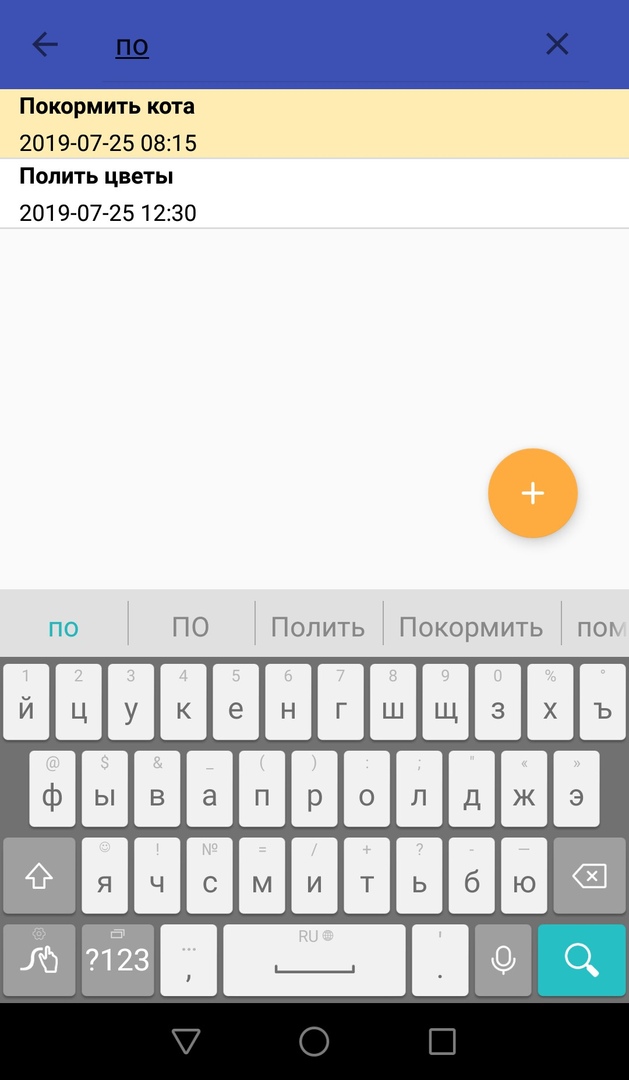 по
Покормить кота
2019-07-25 08:15
Полить цветы
2019-07-25 12:30
+
по ПО Полить Покормить пом
1 2 3 4 5 6 7 8 9 0 % °
й ц у к е н г ш щ з х ъ
@ $ & _ ( ) : ; " « »
ф ы в а п р о л д ж э
! № = / + ? - —
я ч с м и т ь б ю
... RU '
?123 , .